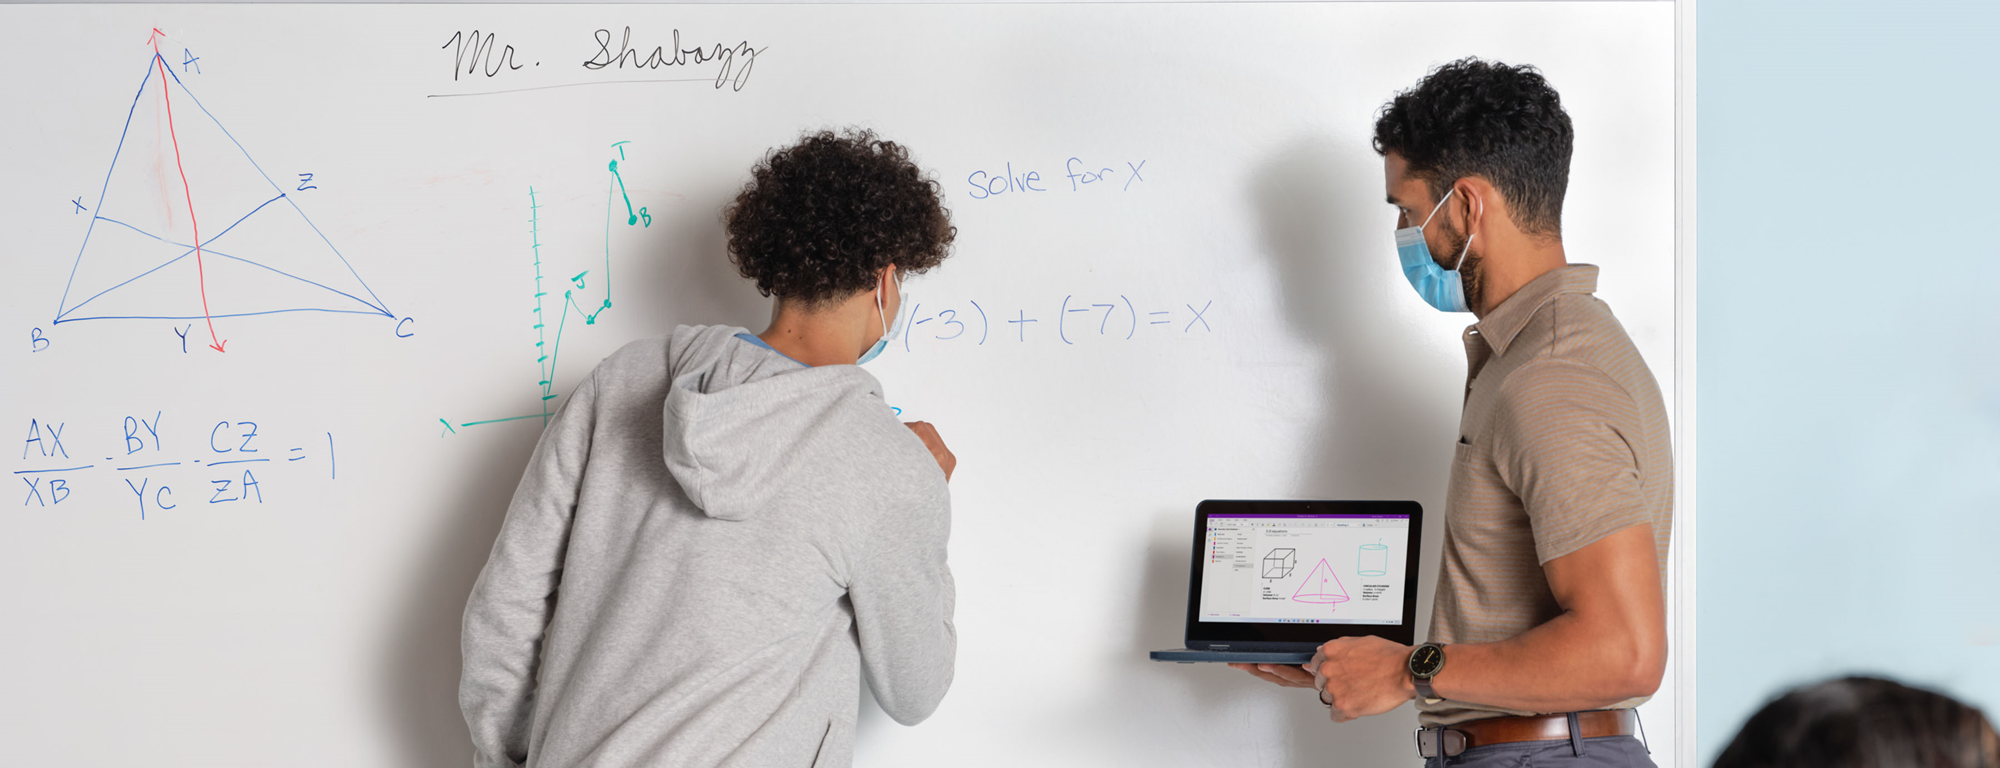 Mr. Shabazz
A
X
Z
B
Y
C
AX/XB · BY/YC · CZ/ZA = 1
T
B
J
X
solve for x
(-3) + (-7) = x